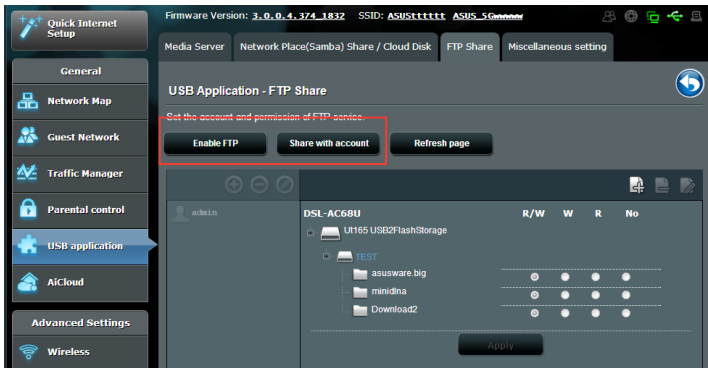 Quick Internet
Setup
Firmware Version: 3.0.0.4.374_1832 SSID: ASUStttttt
Media Server Network Place(Samba) Share / Cloud Disk FTP Share Miscellaneous setting
General
USB Application - FTP Share
Network Map
Set the account and permission of FTP service.
Guest Network
Enable FTP Share with account Refresh page
Traffic Manager
Parental control
admin DSL-AC68U R/W W R No
Ut165 USB2FlashStorage
USB application
TEST
asusware.big
AiCloud
minidlna
Download2
Advanced Settings
Apply
Wireless